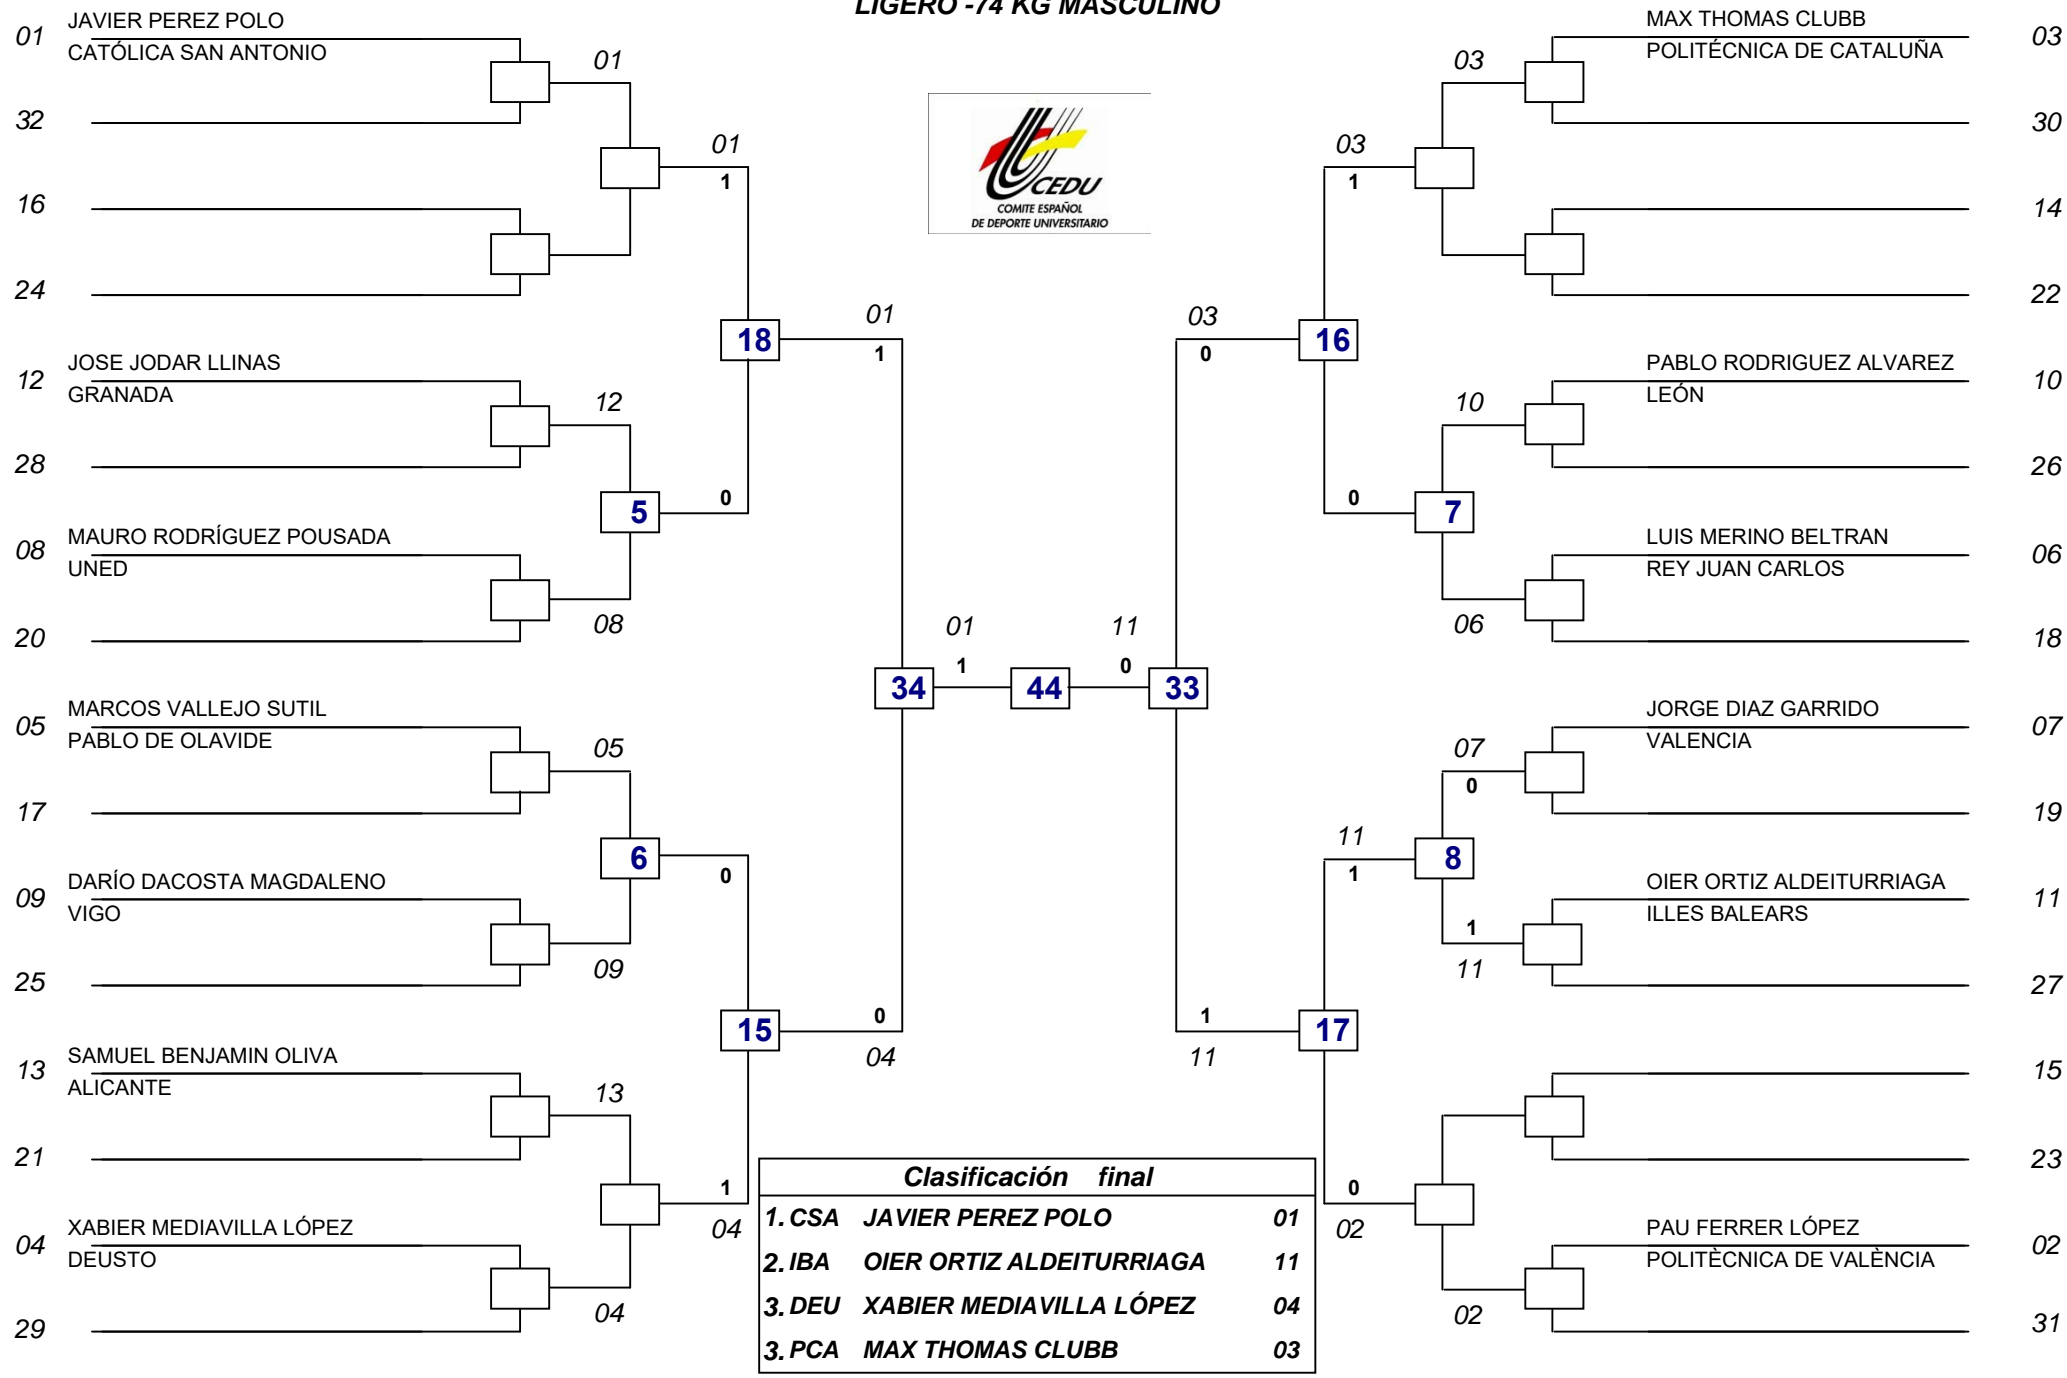 LIGERO -74 KG MASCULINO
01
JAVIER PEREZ POLO
CATÓLICA SAN ANTONIO
32
16
24
12
JOSE JODAR LLINAS
GRANADA
28
08
MAURO RODRÍGUEZ POUSADA
UNED
20
05
MARCOS VALLEJO SUTIL
PABLO DE OLAVIDE
17
09
DARÍO DACOSTA MAGDALENO
VIGO
25
13
SAMUEL BENJAMIN OLIVA
ALICANTE
21
04
XABIER MEDIAVILLA LÓPEZ
DEUSTO
29
01
12
08
05
09
13
04
01
1
5
0
6
0
1
04
18
15
01
1
0
04
34
01
1
44
11
0
33
CEDU
COMITE ESPAÑOL
DE DEPORTE UNIVERSITARIO
03
0
1
11
16
17
03
1
0
11
1
0
02
7
8
03
10
06
07
0
1
11
02
MAX THOMAS CLUBB
POLITÉCNICA DE CATALUÑA
03
30
14
22
PABLO RODRIGUEZ ALVAREZ
LEÓN
10
26
LUIS MERINO BELTRAN
REY JUAN CARLOS
06
18
JORGE DIAZ GARRIDO
VALENCIA
07
19
OIER ORTIZ ALDEITURRIAGA
ILLES BALEARS
11
27
15
23
PAU FERRER LÓPEZ
POLITÈCNICA DE VALÈNCIA
02
31
Clasificación final
1. CSA JAVIER PEREZ POLO 01
2. IBA OIER ORTIZ ALDEITURRIAGA 11
3. DEU XABIER MEDIAVILLA LÓPEZ 04
3. PCA MAX THOMAS CLUBB 03